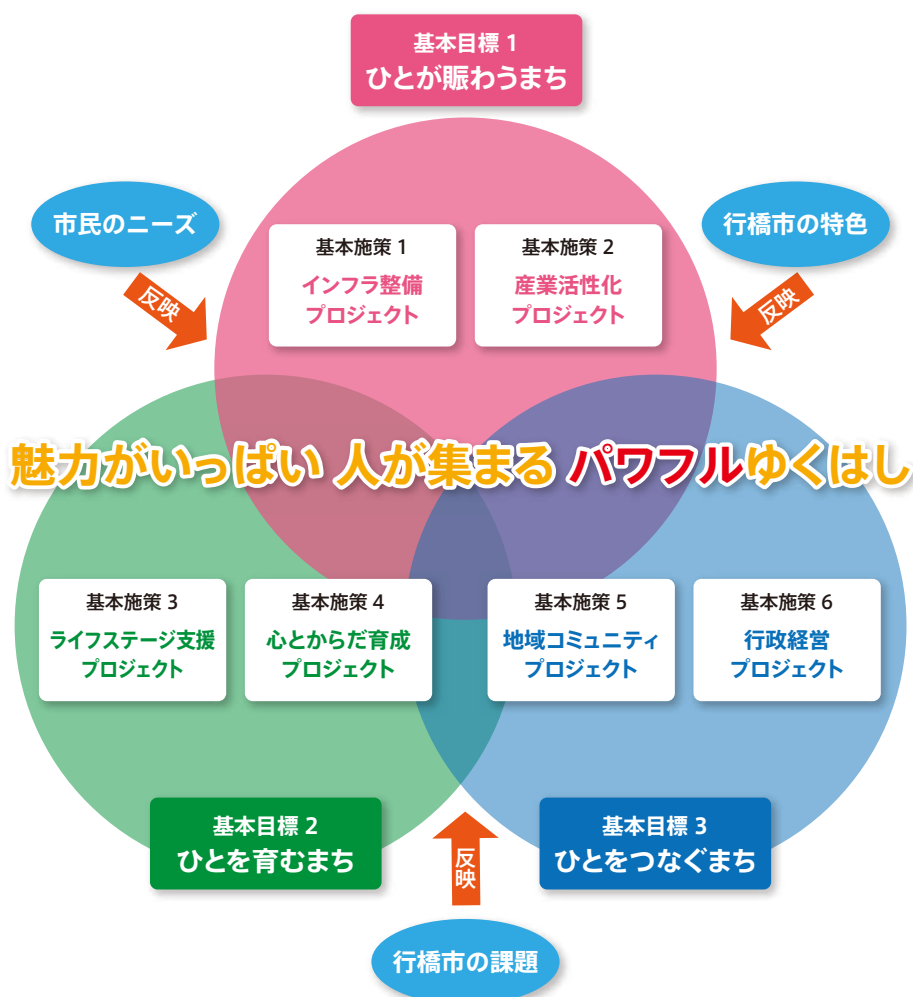 基本目標 1
ひとが賑わうまち
市民のニーズ
行橋市の特色
反映
反映
基本施策 1
インフラ整備
プロジェクト
基本施策 2
産業活性化
プロジェクト
魅力がいっぱい 人が集まる パワフルゆくはし
基本施策 3
ライフステージ支援
プロジェクト
基本施策 4
心とからだ育成
プロジェクト
基本施策 5
地域コミュニティ
プロジェクト
基本施策 6
行政経営
プロジェクト
基本目標 2
ひとを育むまち
基本目標 3
ひとをつなぐまち
反映
行橋市の課題